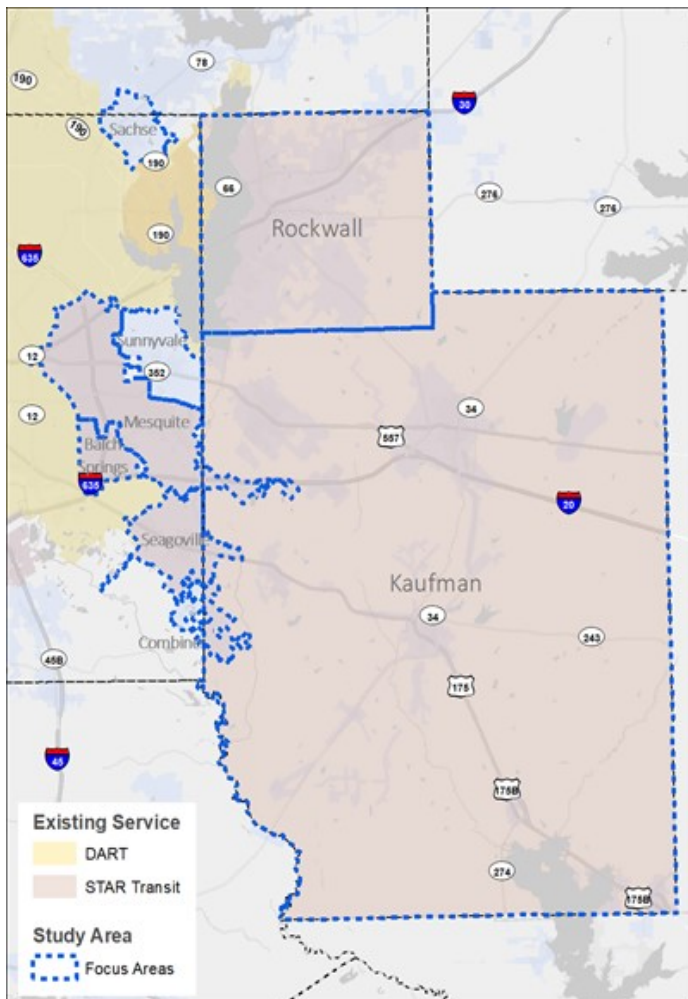 78
190
30
190
Sachse
190
66
276
276
190
Rockwall
635
Sunnyvale
12
352
34
12
Mesquite
557
Balch
Springs
635
20
Seagoville
Kaufman
34
243
Combine
45B
175
45
175B
274
175B
Existing Service
DART
STAR Transit
Study Area
Focus Areas